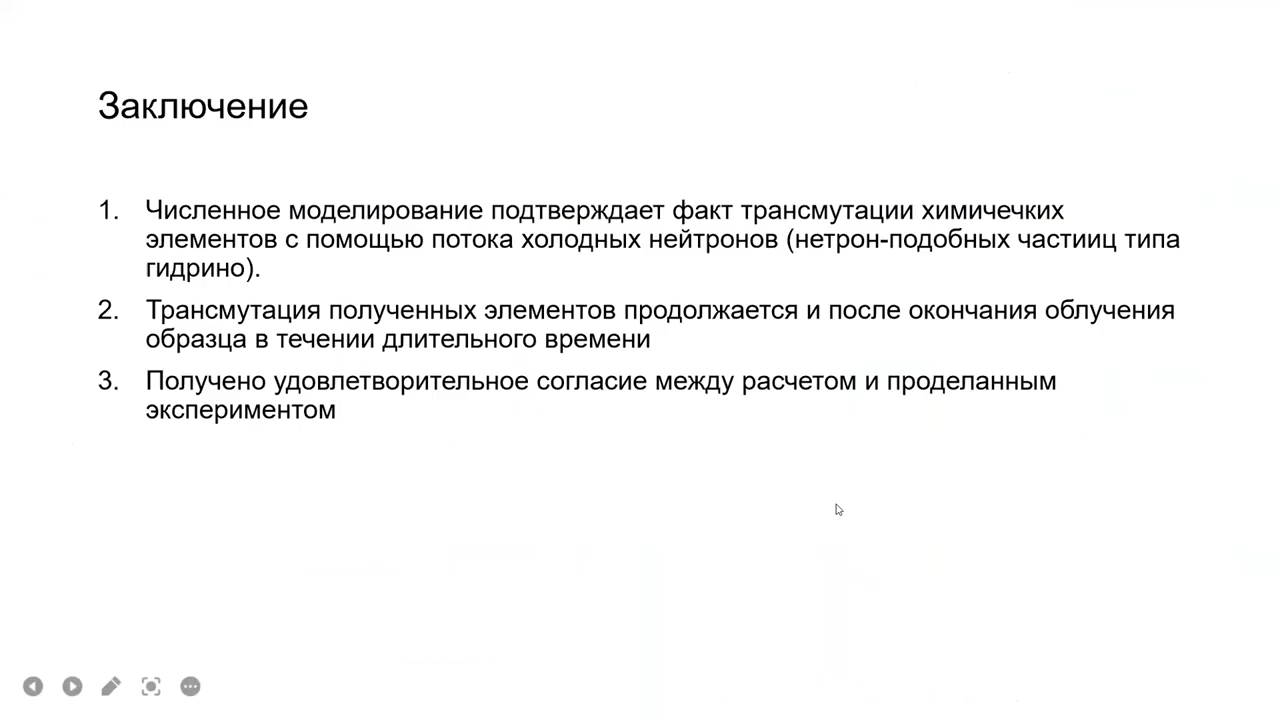 Заключение
1. Численное моделирование подтверждает факт трансмутации химичечких
элементов с помощью потока холодных нейтронов (нетрон-подобных частииц типа
гидрино).
2. Трансмутация полученных элементов продолжается и после окончания облучения
образца в течении длительного времени
3. Получено удовлетворительное согласие между расчетом и проделанным
экспериментом